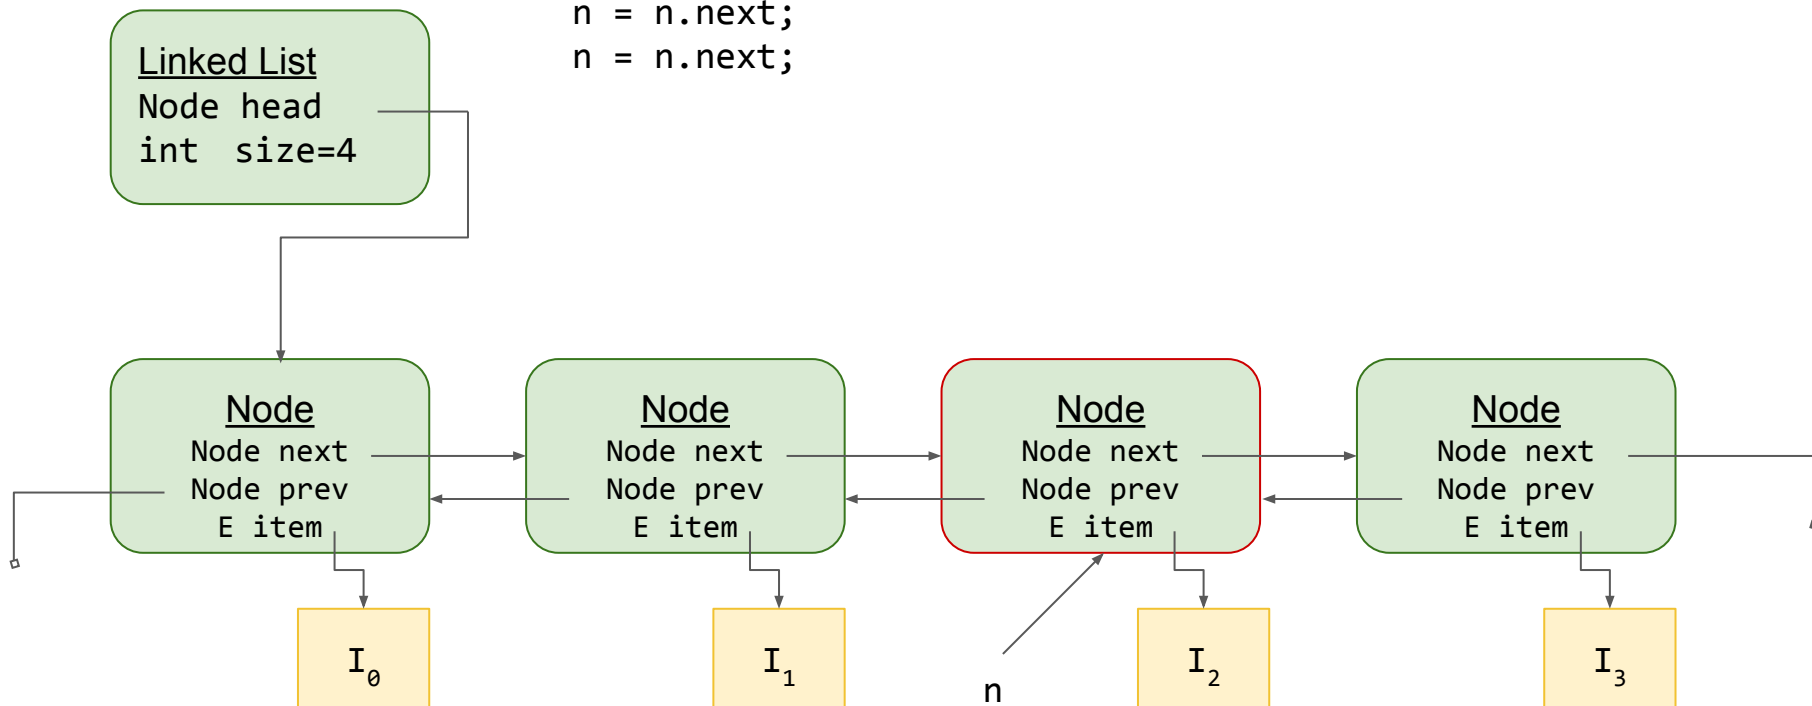 n = n.next;
n = n.next;
Linked List
Node head
int size=4
Node
Node next
Node prev
E item
Node
Node next
Node prev
E item
Node
Node next
Node prev
E item
Node
Node next
Node prev
E item
I₀
I₁
n
I₂
I₃